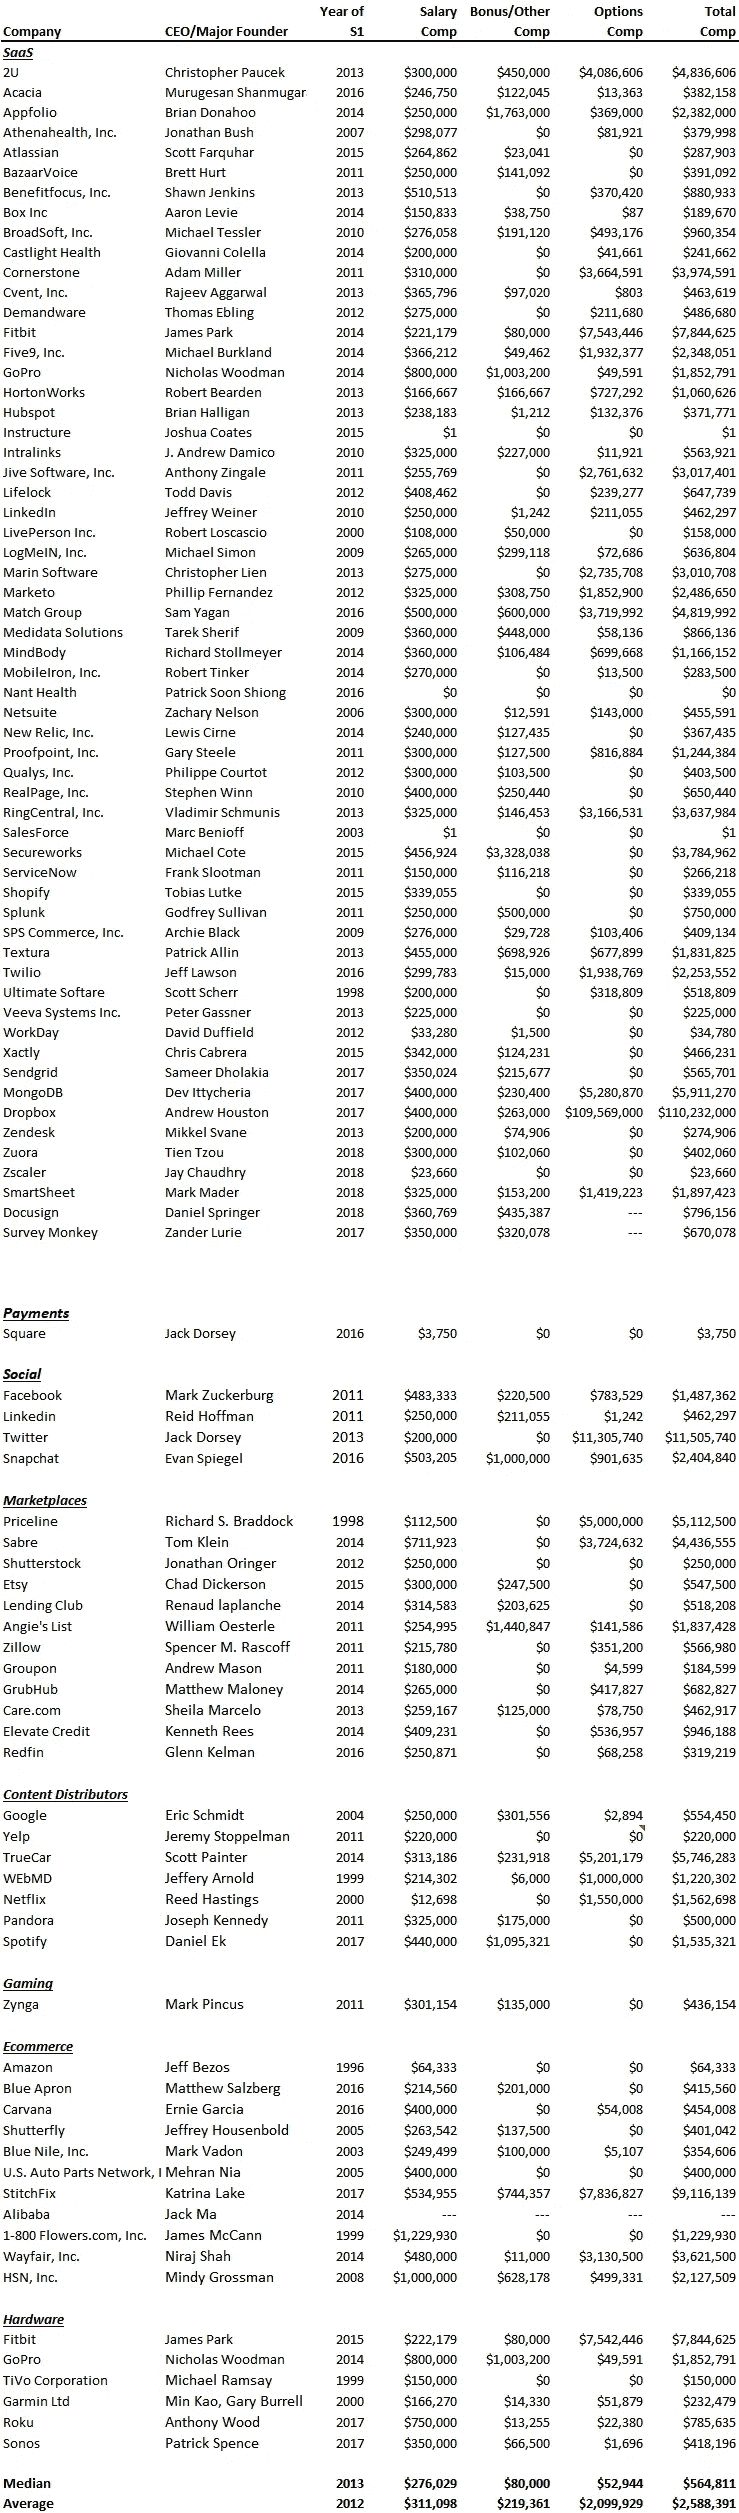 Year of Salary Bonus/Other Options Total
Company CEO/Major Founder S1 Comp Comp Comp Comp
SaaS
2U Christopher Paucek 2013 $300,000 $450,000 $4,086,606 $4,836,606
Acacia Murugesan Shanmugar 2016 $246,750 $122,045 $13,363 $382,158
Appfolio Brian Donahoo 2014 $250,000 $1,763,000 $369,000 $2,382,000
Athenahealth, Inc. Jonathan Bush 2007 $298,077 $0 $81,921 $379,998
Atlassian Scott Farquhar 2015 $264,862 $23,041 $0 $287,903
BazaarVoice Brett Hurt 2011 $250,000 $141,092 $0 $391,092
Benefitfocus, Inc. Shawn Jenkins 2013 $510,513 $0 $370,420 $880,933
Box Inc Aaron Levie 2014 $150,833 $38,750 $87 $189,670
BroadSoft, Inc. Michael Tessler 2010 $276,058 $191,120 $493,176 $960,354
Castlight Health Giovanni Colella 2014 $200,000 $0 $41,661 $241,662
Cornerstone Adam Miller 2011 $310,000 $0 $3,664,591 $3,974,591
Cvent, Inc. Rajeev Aggarwal 2013 $365,796 $97,020 $803 $463,619
Demandware Thomas Ebling 2012 $275,000 $0 $211,680 $486,680
Fitbit James Park 2014 $221,179 $80,000 $7,543,446 $7,844,625
Five9, Inc. Michael Burkland 2014 $366,212 $49,462 $1,932,377 $2,348,051
GoPro Nicholas Woodman 2014 $800,000 $1,003,200 $49,591 $1,852,791
HortonWorks Robert Bearden 2013 $166,667 $166,667 $727,292 $1,060,626
Hubspot Brian Halligan 2013 $238,183 $1,212 $132,376 $371,771
Instructure Joshua Coates 2015 $1 $0 $0 $1
Intralinks J. Andrew Damico 2010 $325,000 $227,000 $11,921 $563,921
Jive Software, Inc. Anthony Zingale 2011 $255,769 $0 $2,761,632 $3,017,401
Lifelock Todd Davis 2012 $408,462 $0 $239,277 $647,739
LinkedIn Jeffrey Weiner 2010 $250,000 $1,242 $211,055 $462,297
LivePerson Inc. Robert Loscascio 2000 $108,000 $50,000 $0 $158,000
LogMeIN, Inc. Michael Simon 2009 $265,000 $299,118 $72,686 $636,804
Marin Software Christopher Lien 2013 $275,000 $0 $2,735,708 $3,010,708
Marketo Phillip Fernandez 2012 $325,000 $308,750 $1,852,900 $2,486,650
Match Group Sam Yagan 2016 $500,000 $600,000 $3,719,992 $4,819,992
Medidata Solutions Tarek Sherif 2009 $360,000 $448,000 $58,136 $866,136
MindBody Richard Stollmeyer 2014 $360,000 $106,484 $699,668 $1,166,152
MobileIron, Inc. Robert Tinker 2014 $270,000 $0 $13,500 $283,500
Nant Health Patrick Soon Shiong 2016 $0 $0 $0 $0
Netsuite Zachary Nelson 2006 $300,000 $12,591 $143,000 $455,591
New Relic, Inc. Lewis Cirne 2014 $240,000 $127,435 $0 $367,435
Proofpoint, Inc. Gary Steele 2011 $300,000 $127,500 $816,884 $1,244,384
Qualys, Inc. Philippe Courtot 2012 $300,000 $103,500 $0 $403,500
RealPage, Inc. Stephen Winn 2010 $400,000 $250,440 $0 $650,440
RingCentral, Inc. Vladimir Schmunis 2013 $325,000 $146,453 $3,166,531 $3,637,984
SalesForce Marc Benioff 2003 $1 $0 $0 $1
Secureworks Michael Cote 2015 $456,924 $3,328,038 $0 $3,784,962
ServiceNow Frank Slootman 2011 $150,000 $116,218 $0 $266,218
Shopify Tobias Lutke 2015 $339,055 $0 $0 $339,055
Splunk Godfrey Sullivan 2011 $250,000 $500,000 $0 $750,000
SPS Commerce, Inc. Archie Black 2009 $276,000 $29,728 $103,406 $409,134
Textura Patrick Allin 2013 $455,000 $698,926 $677,899 $1,831,825
Twilio Jeff Lawson 2016 $299,783 $15,000 $1,938,769 $2,253,552
Ultimate Softare Scott Scherr 1998 $200,000 $0 $318,809 $518,809
Veeva Systems Inc. Peter Gassner 2013 $225,000 $0 $0 $225,000
WorkDay David Duffield 2012 $33,280 $1,500 $0 $34,780
Xactly Chris Cabrera 2015 $342,000 $124,231 $0 $466,231
Sendgrid Sameer Dholakia 2017 $350,024 $215,677 $0 $565,701
MongoDB Dev Ittycheria 2017 $400,000 $230,400 $5,280,870 $5,911,270
Dropbox Andrew Houston 2017 $400,000 $263,000 $109,569,000 $110,232,000
Zendesk Mikkel Svane 2013 $200,000 $74,906 $0 $274,906
Zuora Tien Tzou 2018 $300,000 $102,060 $0 $402,060
Zscaler Jay Chaudhry 2018 $23,660 $0 $0 $23,660
SmartSheet Mark Mader 2018 $325,000 $153,200 $1,419,223 $1,897,423
Docusign Daniel Springer 2018 $360,769 $435,387 --- $796,156
Survey Monkey Zander Lurie 2017 $350,000 $320,078 --- $670,078
Payments
Square Jack Dorsey 2016 $3,750 $0 $0 $3,750
Social
Facebook Mark Zuckerburg 2011 $483,333 $220,500 $783,529 $1,487,362
Linkedin Reid Hoffman 2011 $250,000 $211,055 $1,242 $462,297
Twitter Jack Dorsey 2013 $200,000 $0 $11,305,740 $11,505,740
Snapchat Evan Spiegel 2016 $503,205 $1,000,000 $901,635 $2,404,840
Marketplaces
Priceline Richard S. Braddock 1998 $112,500 $0 $5,000,000 $5,112,500
Sabre Tom Klein 2014 $711,923 $0 $3,724,632 $4,436,555
Shutterstock Jonathan Oringer 2012 $250,000 $0 $0 $250,000
Etsy Chad Dickerson 2015 $300,000 $247,500 $0 $547,500
Lending Club Renaud laplanche 2014 $314,583 $203,625 $0 $518,208
Angie's List William Oesterle 2011 $254,995 $1,440,847 $141,586 $1,837,428
Zillow Spencer M. Rascoff 2011 $215,780 $0 $351,200 $566,980
Groupon Andrew Mason 2011 $180,000 $0 $4,599 $184,599
GrubHub Matthew Maloney 2014 $265,000 $0 $417,827 $682,827
Care.com Sheila Marcelo 2013 $259,167 $125,000 $78,750 $462,917
Elevate Credit Kenneth Rees 2014 $409,231 $0 $536,957 $946,188
Redfin Glenn Kelman 2016 $250,871 $0 $68,258 $319,219
Content Distributors
Google Eric Schmidt 2004 $250,000 $301,556 $2,894 $554,450
Yelp Jeremy Stoppelman 2011 $220,000 $0 $0 $220,000
TrueCar Scott Painter 2014 $313,186 $231,918 $5,201,179 $5,746,283
WEbMD Jeffery Arnold 1999 $214,302 $6,000 $1,000,000 $1,220,302
Netflix Reed Hastings 2000 $12,698 $0 $1,550,000 $1,562,698
Pandora Joseph Kennedy 2011 $325,000 $175,000 $0 $500,000
Spotify Daniel Ek 2017 $440,000 $1,095,321 $0 $1,535,321
Gaming
Zynga Mark Pincus 2011 $301,154 $135,000 $0 $436,154
Ecommerce
Amazon Jeff Bezos 1996 $64,333 $0 $0 $64,333
Blue Apron Matthew Salzberg 2016 $214,560 $201,000 $0 $415,560
Carvana Ernie Garcia 2016 $400,000 $0 $54,008 $454,008
Shutterfly Jeffrey Housenbold 2005 $263,542 $137,500 $0 $401,042
Blue Nile, Inc. Mark Vadon 2003 $249,499 $100,000 $5,107 $354,606
U.S. Auto Parts Network, I Mehran Nia 2005 $400,000 $0 $0 $400,000
StitchFix Katrina Lake 2017 $534,955 $744,357 $7,836,827 $9,116,139
Alibaba Jack Ma 2014 --- --- --- ---
1-800 Flowers.com, Inc. James McCann 1999 $1,229,930 $0 $0 $1,229,930
Wayfair, Inc. Niraj Shah 2014 $480,000 $11,000 $3,130,500 $3,621,500
HSN, Inc. Mindy Grossman 2008 $1,000,000 $628,178 $499,331 $2,127,509
Hardware
Fitbit James Park 2015 $222,179 $80,000 $7,542,446 $7,844,625
GoPro Nicholas Woodman 2014 $800,000 $1,003,200 $49,591 $1,852,791
TiVo Corporation Michael Ramsay 1999 $150,000 $0 $0 $150,000
Garmin Ltd Min Kao, Gary Burrell 2000 $166,270 $14,330 $51,879 $232,479
Roku Anthony Wood 2017 $750,000 $13,255 $22,380 $785,635
Sonos Patrick Spence 2017 $350,000 $66,500 $1,696 $418,196
Median 2013 $276,029 $80,000 $52,944 $564,811
Average 2012 $311,098 $219,361 $2,099,929 $2,588,391